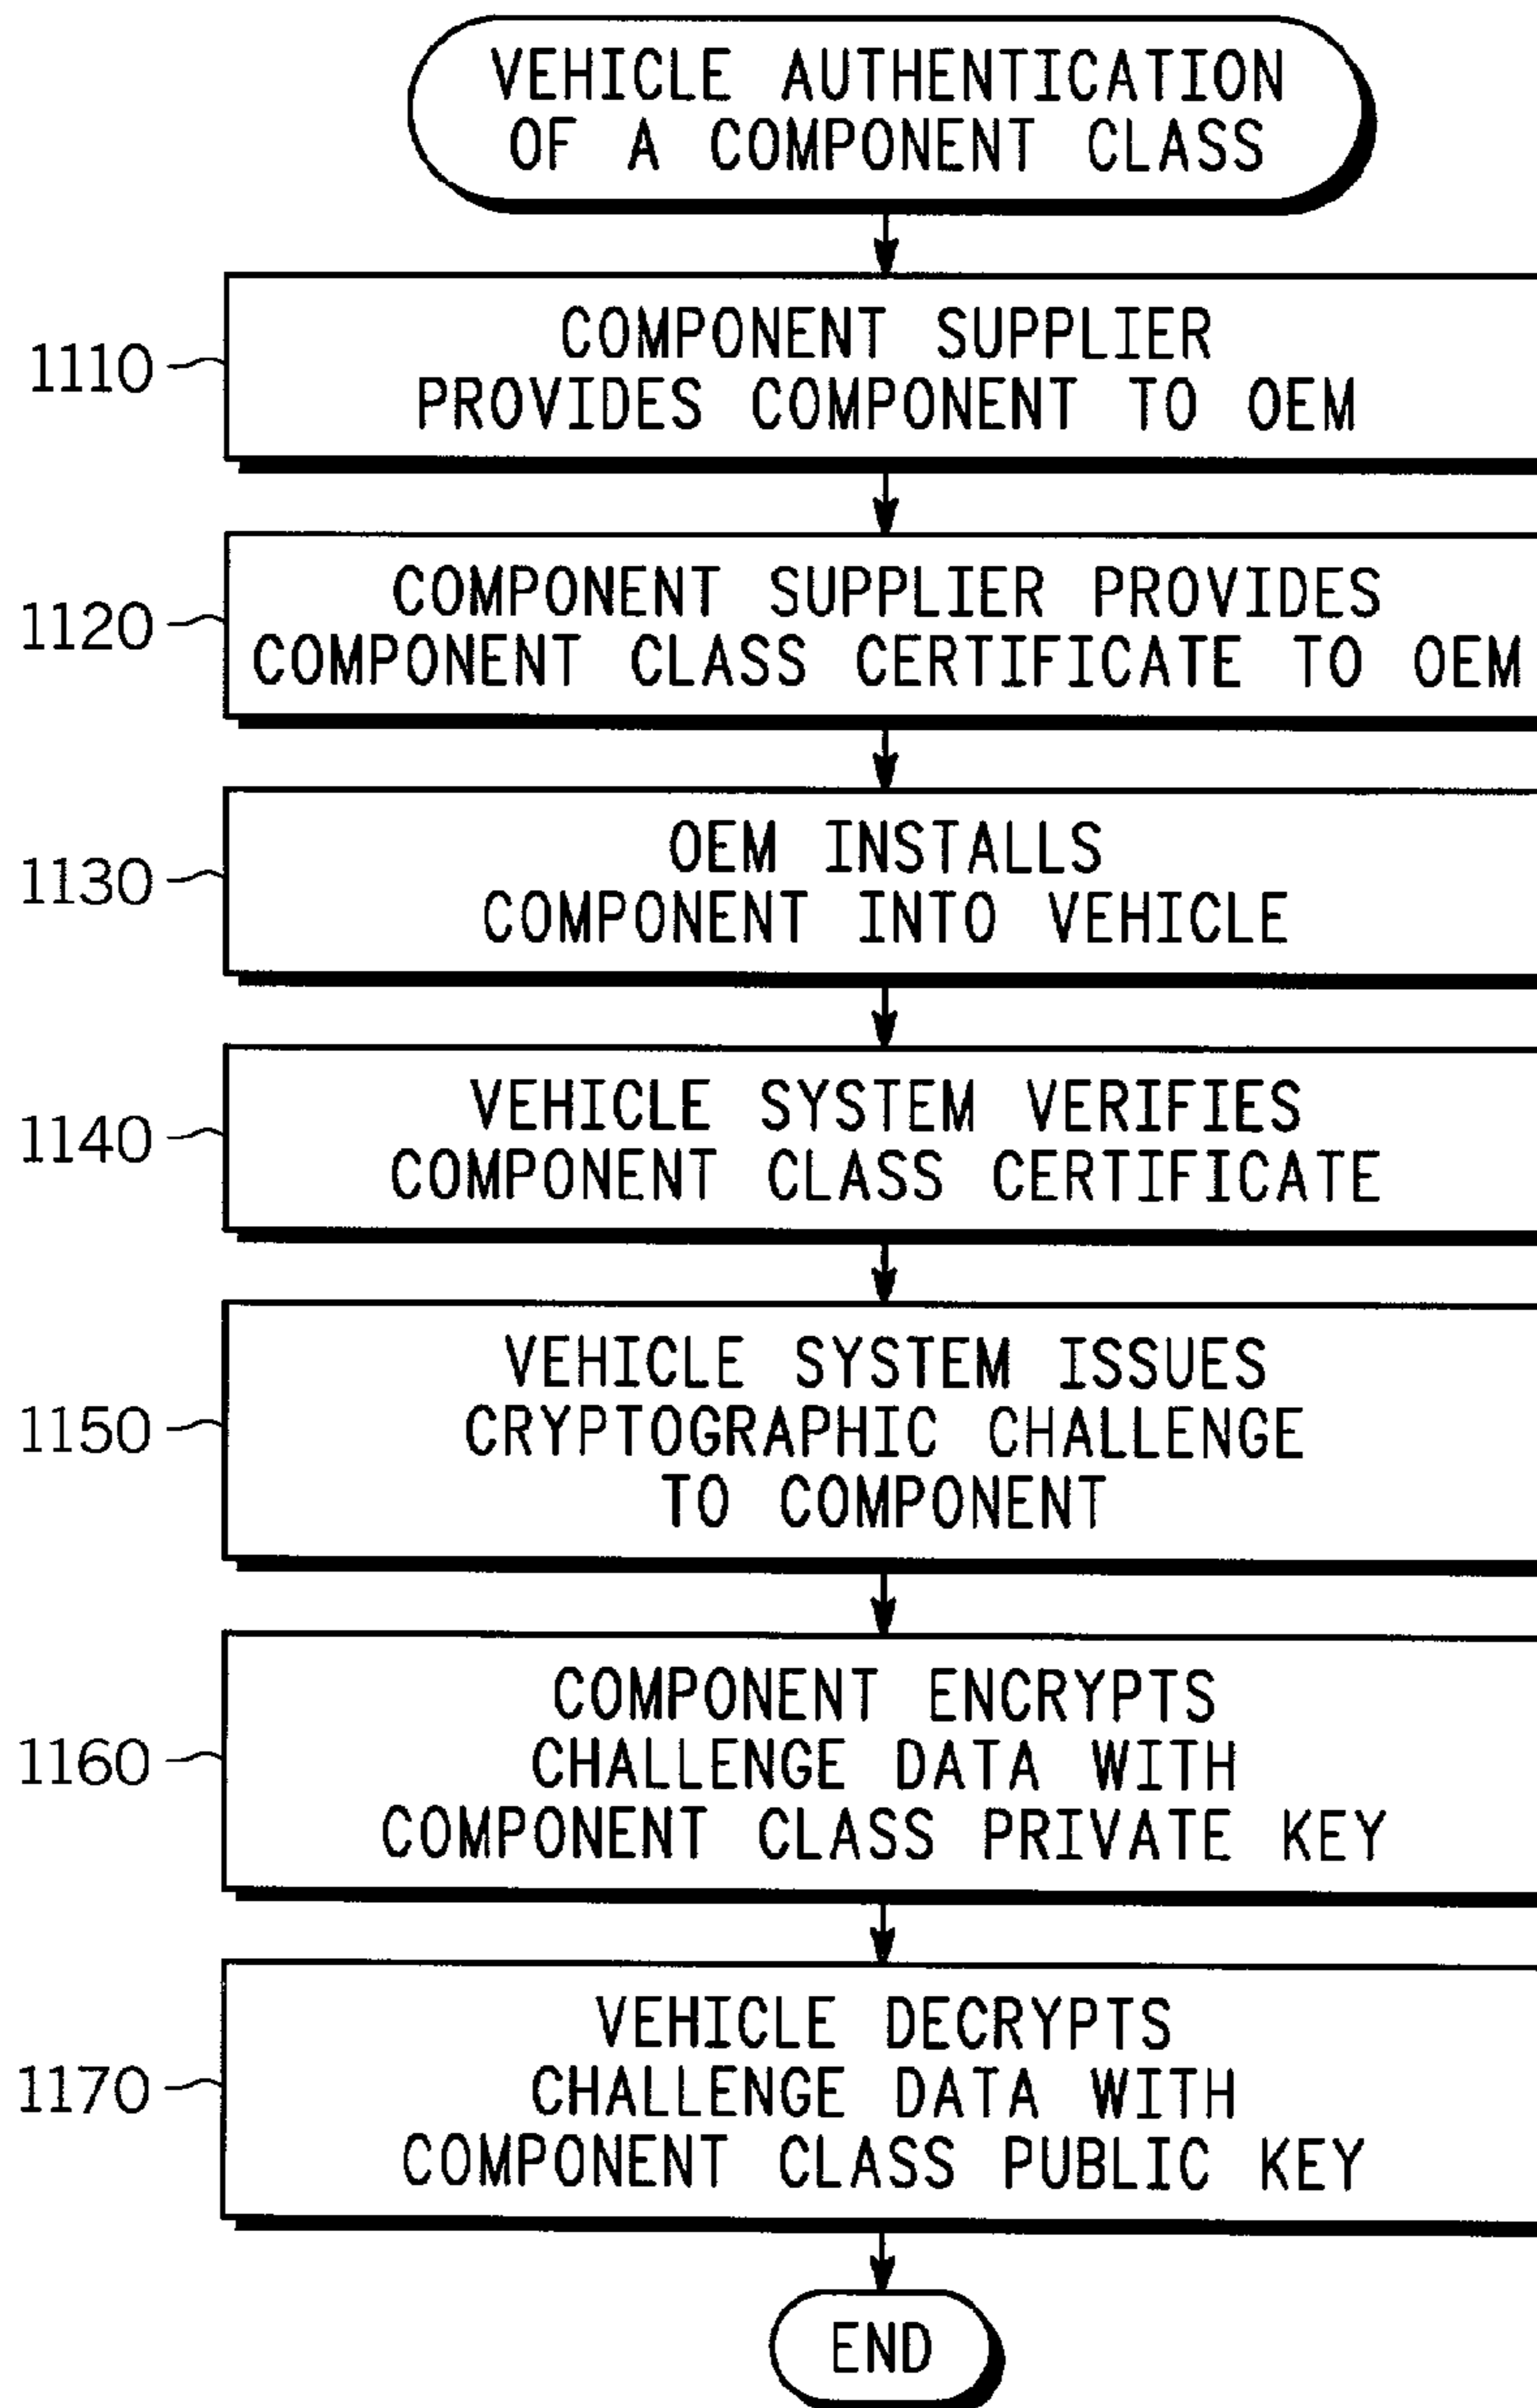 VEHICLE AUTHENTICATION
OF A COMPONENT CLASS
1110
COMPONENT SUPPLIER
PROVIDES COMPONENT TO OEM
1120
COMPONENT SUPPLIER PROVIDES
COMPONENT CLASS CERTIFICATE TO OEM
1130
OEM INSTALLS
COMPONENT INTO VEHICLE
1140
VEHICLE SYSTEM VERIFIES
COMPONENT CLASS CERTIFICATE
1150
VEHICLE SYSTEM ISSUES
CRYPTOGRAPHIC CHALLENGE
TO COMPONENT
1160
COMPONENT ENCRYPTS
CHALLENGE DATA WITH
COMPONENT CLASS PRIVATE KEY
1170
VEHICLE DECRYPTS
CHALLENGE DATA WITH
COMPONENT CLASS PUBLIC KEY
END